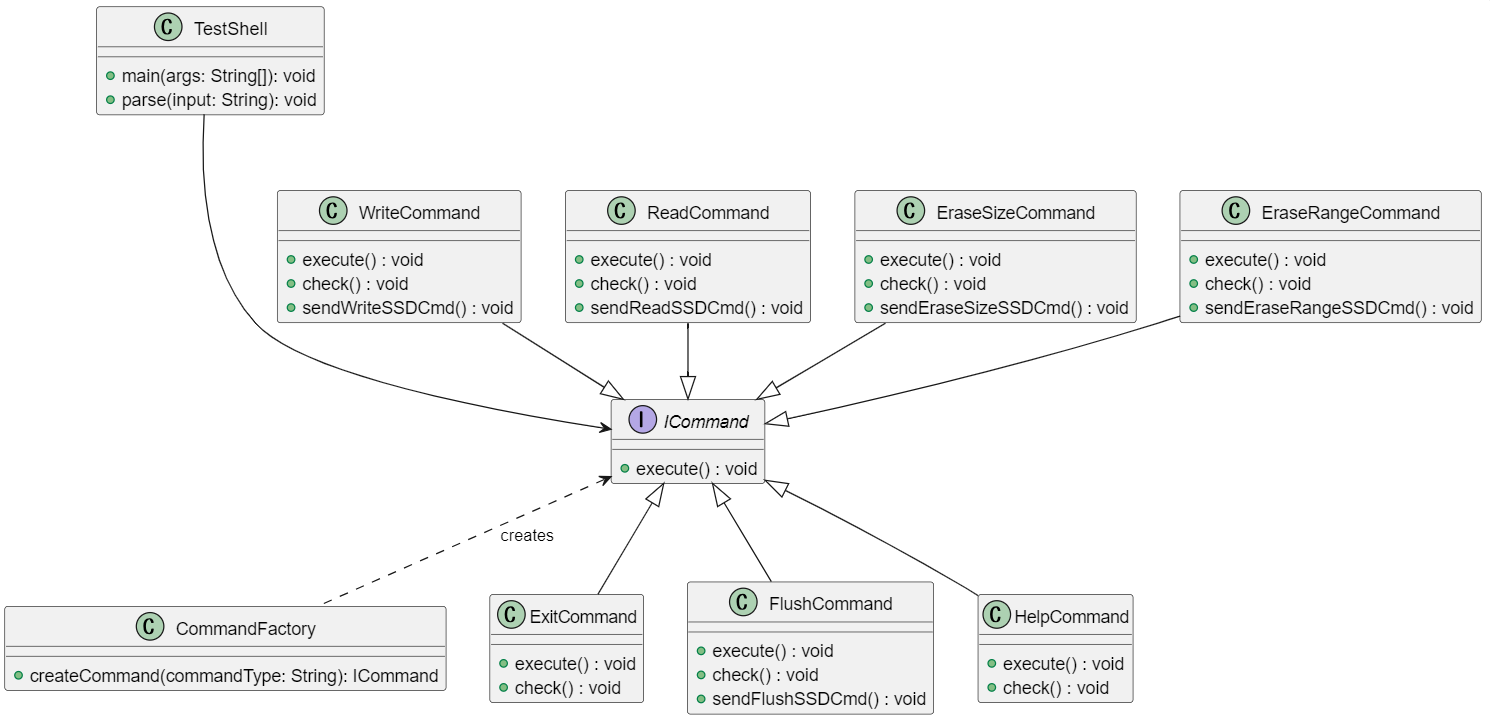 C TestShell
main(args: String[]): void
parse(input: String): void
C WriteCommand
execute() : void
check() : void
sendWriteSSDCmd() : void
C ReadCommand
execute() : void
check() : void
sendReadSSDCmd() : void
C EraseSizeCommand
execute() : void
check() : void
sendEraseSizeSSDCmd() : void
C EraseRangeCommand
execute() : void
check() : void
sendEraseRangeSSDCmd() : void
I ICommand
execute() : void
creates
C CommandFactory
createCommand(commandType: String): ICommand
C ExitCommand
execute() : void
check() : void
C FlushCommand
execute() : void
check() : void
sendFlushSSDCmd() : void
C HelpCommand
execute() : void
check() : void